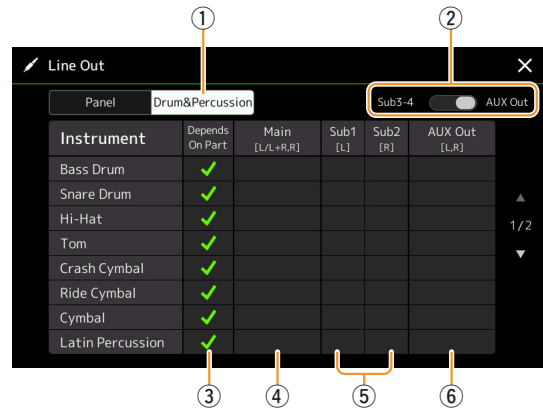 ① ②
Line Out ×
Panel Drum&Percussion Sub3-4 AUX Out
Instrument Depends On Part Main [L/L+R,R] Sub1 [L] Sub2 [R] AUX Out [L,R]
Bass Drum ✓
Snare Drum ✓ ▲
Hi-Hat ✓ 1/2
Tom ✓ ▼
Crash Cymbal ✓
Ride Cymbal ✓
Cymbal ✓
Latin Percussion ✓
③ ④ ⑤ ⑥